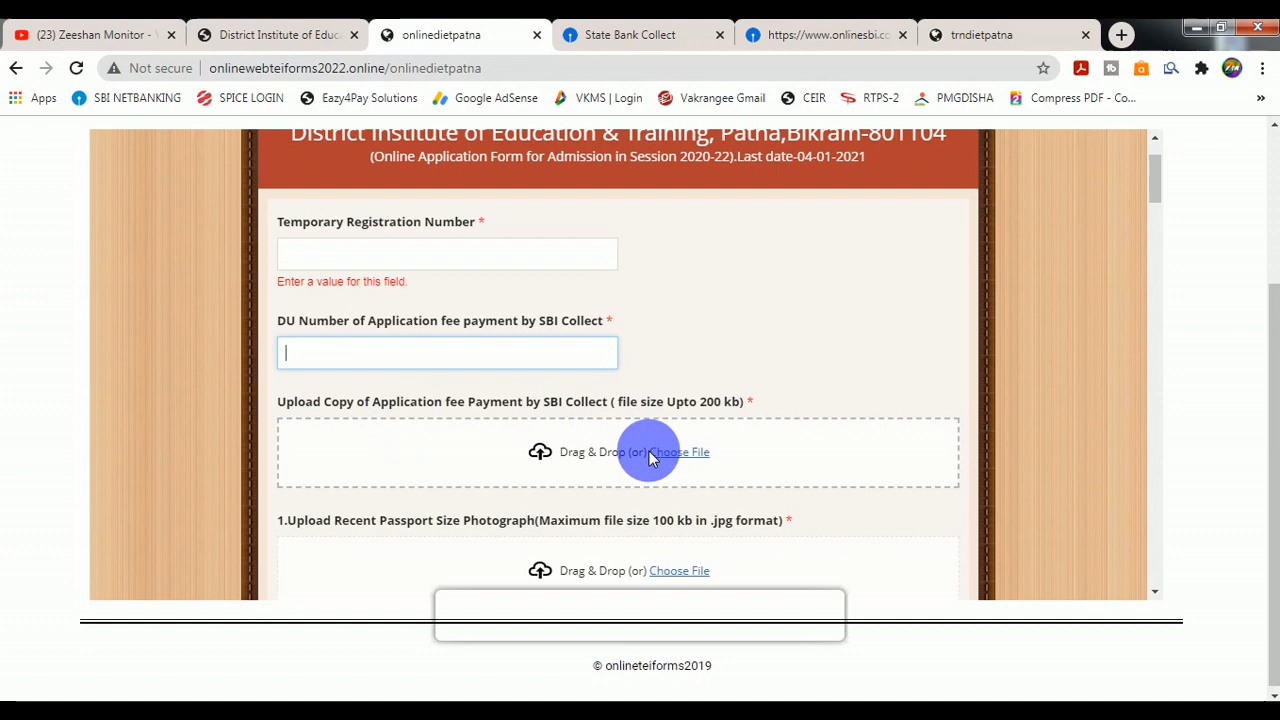 (23) Zeeshan Monitor -
District Institute of Educ
onlinedietpatna
State Bank Collect
https://www.onlinesbi.co
trndietpatna
Not secure
onlinewebteiforms2022.online/onlinedietpatna
Apps
SBI NETBANKING
SPICE LOGIN
Eazy4Pay Solutions
Google AdSense
VKMS | Login
Vakrangee Gmail
CEIR
RTPS-2
PMGDISHA
Compress PDF - Co...
»
District Institute of Education & Training, Patna,Bikram-801104
(Online Application Form for Admission in Session 2020-22).Last date-04-01-2021
Temporary Registration Number *
Enter a value for this field.
DU Number of Application fee payment by SBI Collect *
Upload Copy of Application fee Payment by SBI Collect ( file size Upto 200 kb) *
Drag & Drop (or) Choose File
1.Upload Recent Passport Size Photograph(Maximum file size 100 kb in .jpg format) *
Drag & Drop (or) Choose File
© onlineteiforms2019